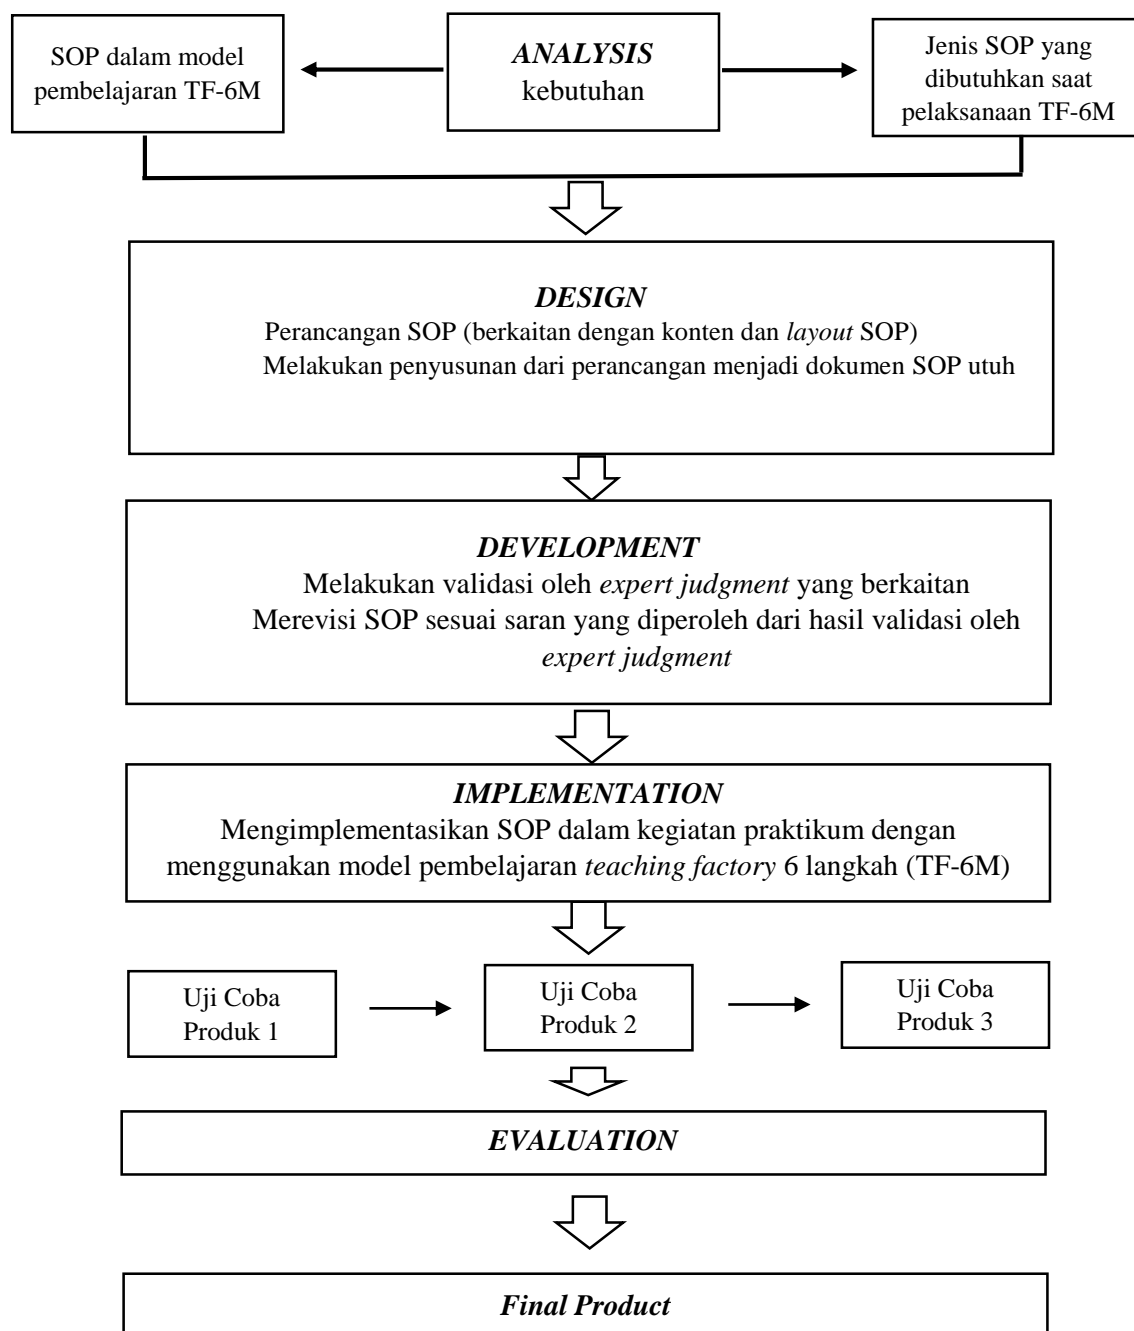 SOP dalam model
pembelajaran TF-6M
ANALYSIS
kebutuhan
Jenis SOP yang
dibutuhkan saat
pelaksanaan TF-6M
DESIGN
Perancangan SOP (berkaitan dengan konten dan layout SOP)
Melakukan penyusunan dari perancangan menjadi dokumen SOP utuh
DEVELOPMENT
Melakukan validasi oleh expert judgment yang berkaitan
Merevisi SOP sesuai saran yang diperoleh dari hasil validasi oleh
expert judgment
IMPLEMENTATION
Mengimplementasikan SOP dalam kegiatan praktikum dengan
menggunakan model pembelajaran teaching factory 6 langkah (TF-6M)
Uji Coba
Produk 1
Uji Coba
Produk 2
Uji Coba
Produk 3
EVALUATION
Final Product